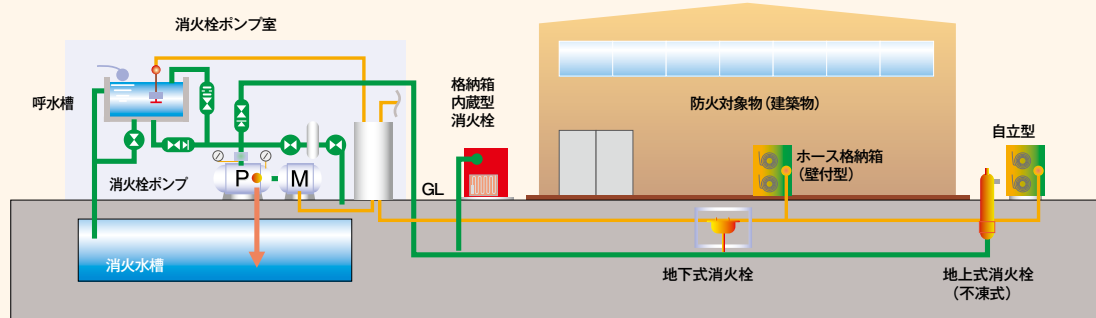 消火栓ポンプ室
呼水槽
消火栓ポンプ
P
M
消火水槽
GL
格納箱
内蔵型
消火栓
防火対象物(建築物)
ホース格納箱
(壁付型)
自立型
地下式消火栓
地上式消火栓
(不凍式)